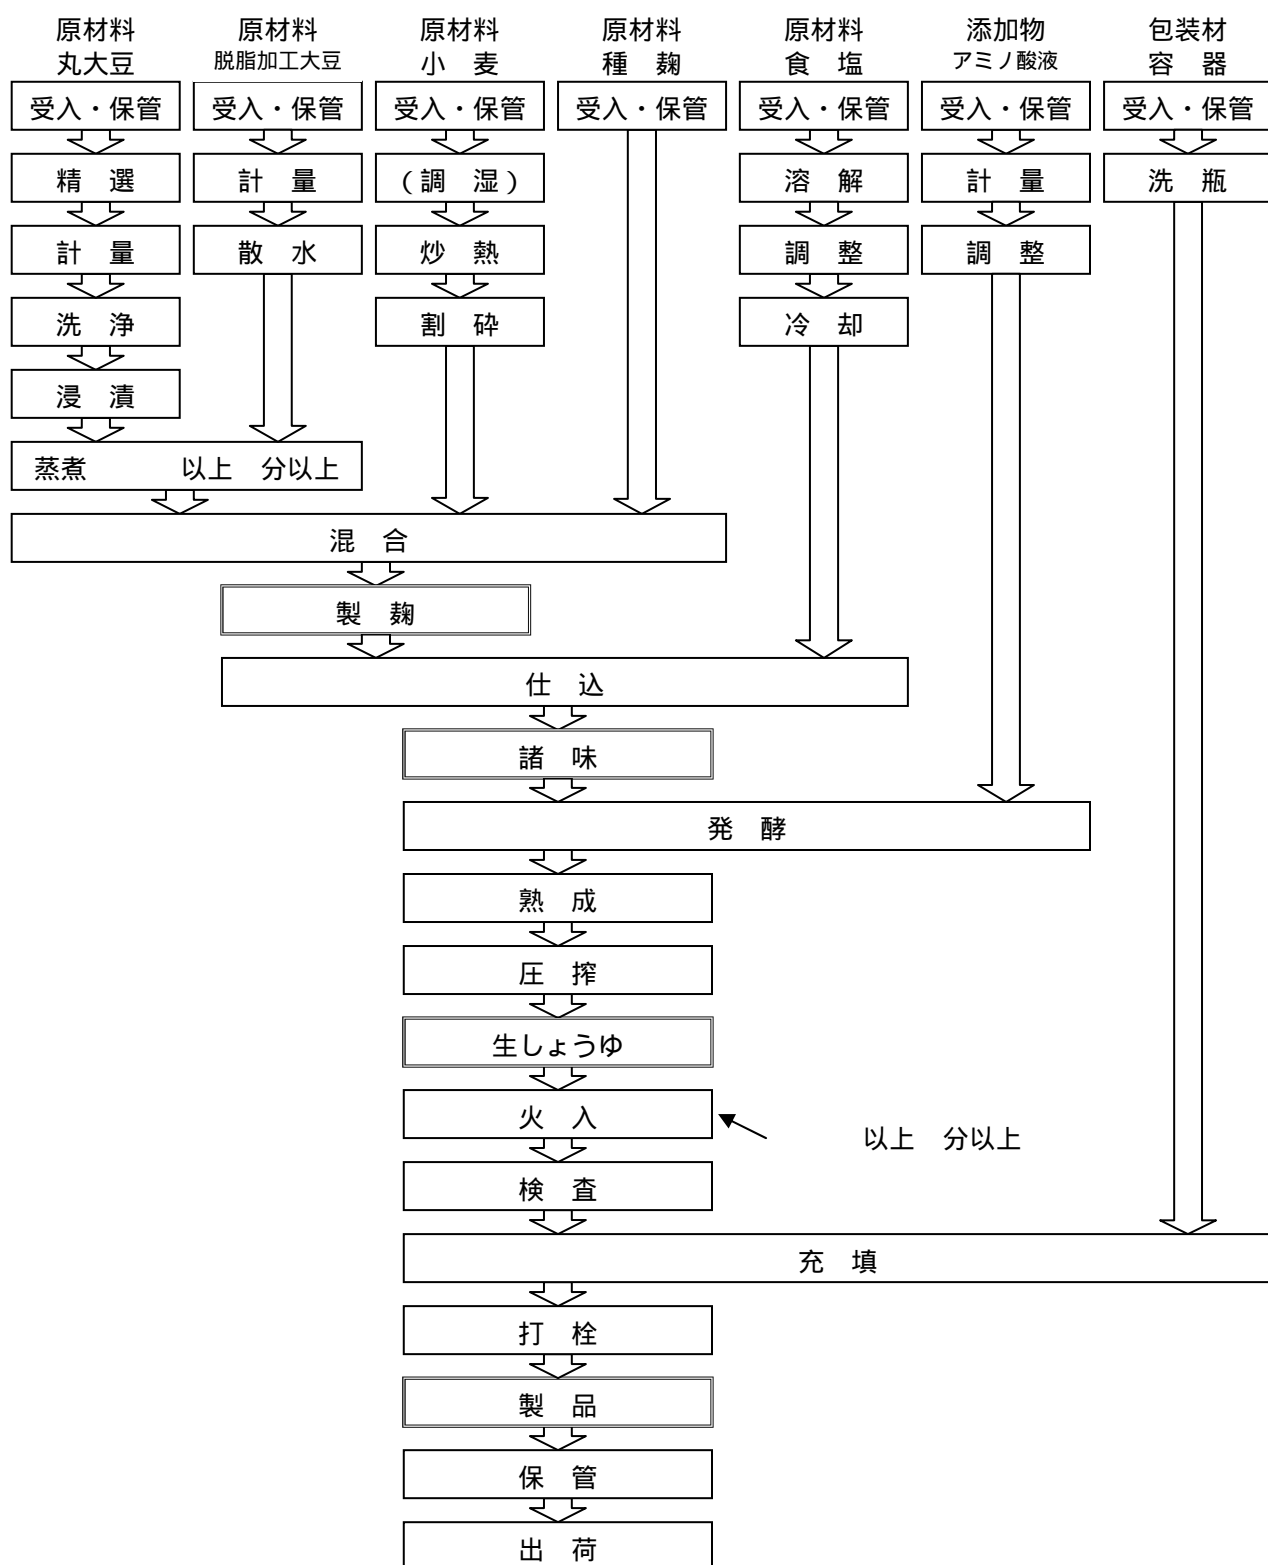 原材料 原材料 原材料 原材料 原材料 添加物 包装材
丸大豆 脱脂加工大豆 小　麦 種　麹 食　塩 アミノ酸液 容　器
受入・保管 受入・保管 受入・保管 受入・保管 受入・保管 受入・保管 受入・保管
精　選 計　量 （調　湿） 溶　解 計　量 洗　瓶
計　量 散　水 炒　熱 調　整 調　整
洗　浄 割　砕 冷　却
浸　漬
蒸煮　　　以上　分以上
混　合
製　麹
仕　込
諸　味
発　酵
熟　成
圧　搾
生しょうゆ
火　入
以上　分以上
検　査
充　填
打　栓
製　品
保　管
出　荷